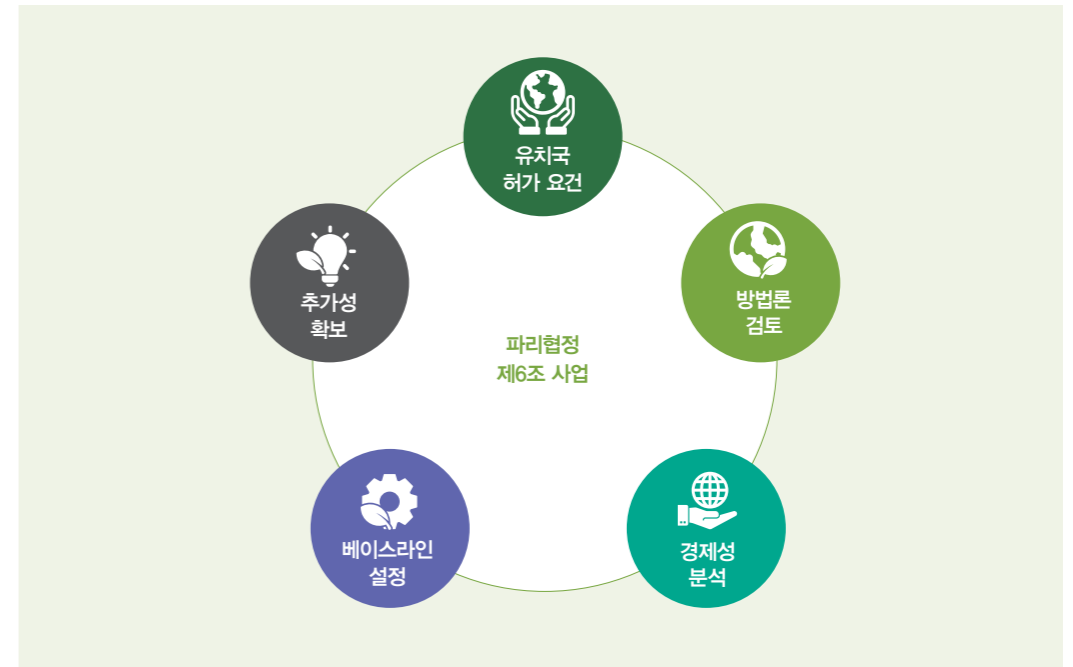 유치국
허가 요건
방법론
검토
경제성
분석
베이스라인
설정
추가성
확보
파리협정
제6조 사업